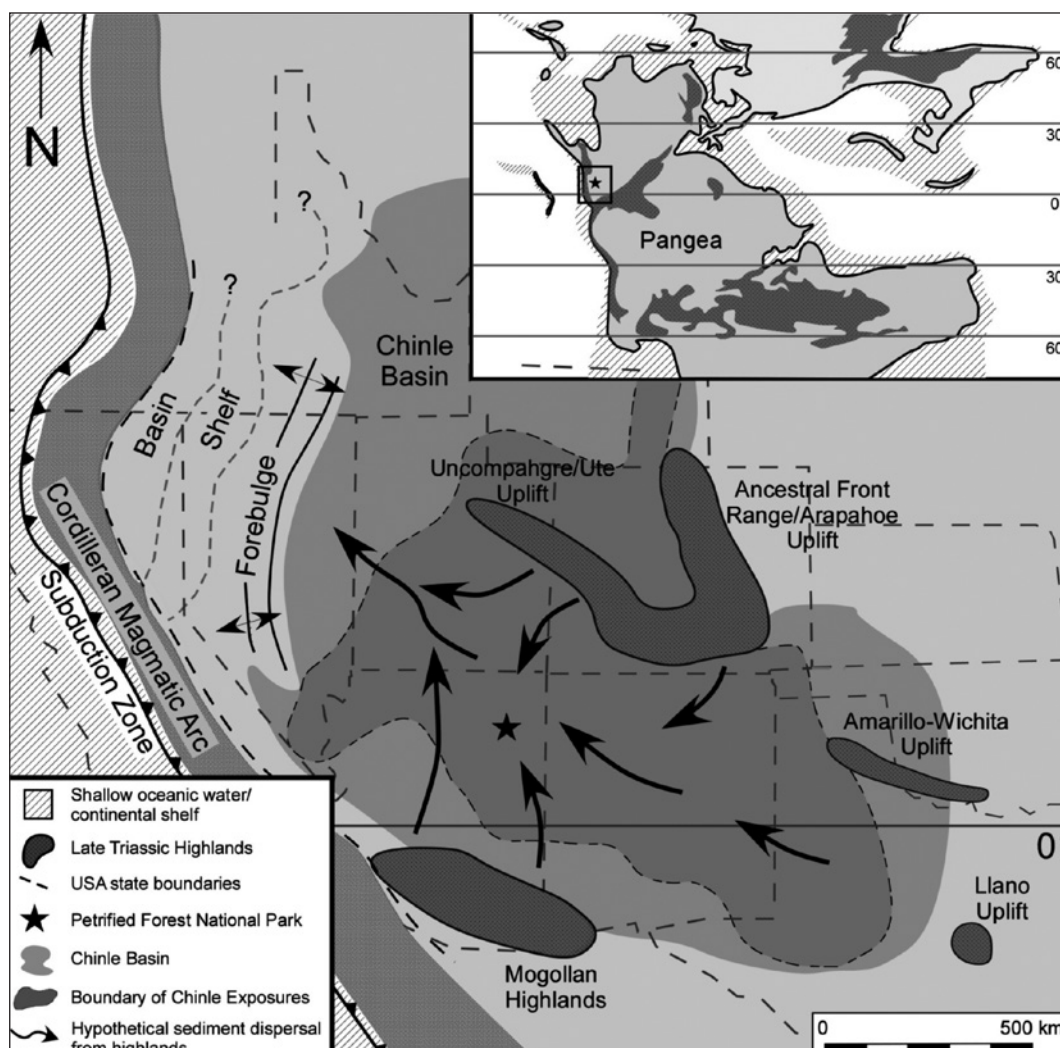 N
60
30
0
30
60
Pangea
?
?
Chinle
Basin
Basin
Shelf
Forebulge
Cordilleran Magmatic Arc
Subduction Zone
Uncompahgre/Ute
Uplift
Ancestral Front
Range/Arapahoe
Uplift
Amarillo-Wichita
Uplift
0
Llano
Uplift
Mogollan
Highlands
Shallow oceanic water/
continental shelf
Late Triassic Highlands
USA state boundaries
Petrified Forest National Park
Chinle Basin
Boundary of Chinle Exposures
Hypothetical sediment dispersal
from highlands
0 500 km